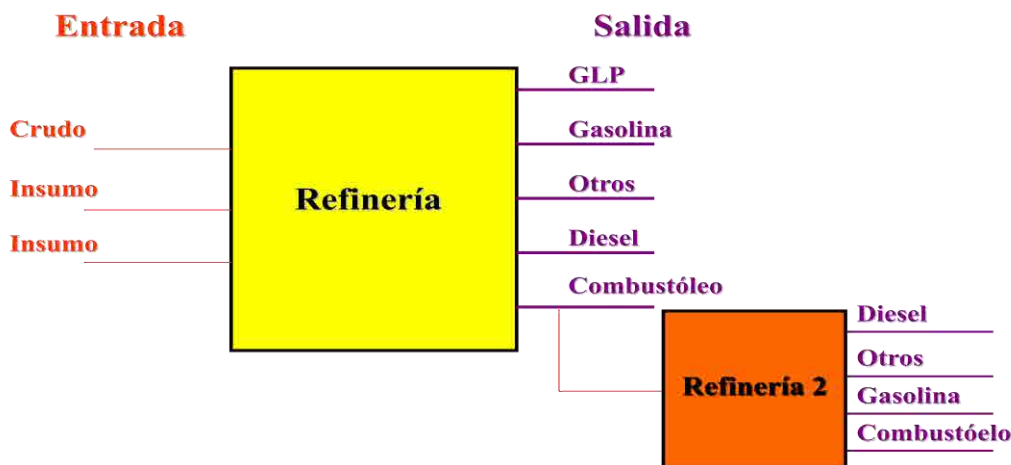 Entrada
Salida
GLP
Crudo
Gasolina
Insumo
Refinería
Otros
Insumo
Diesel
Combustóleo
Diesel
Otros
Refinería 2
Gasolina
Combustóelo